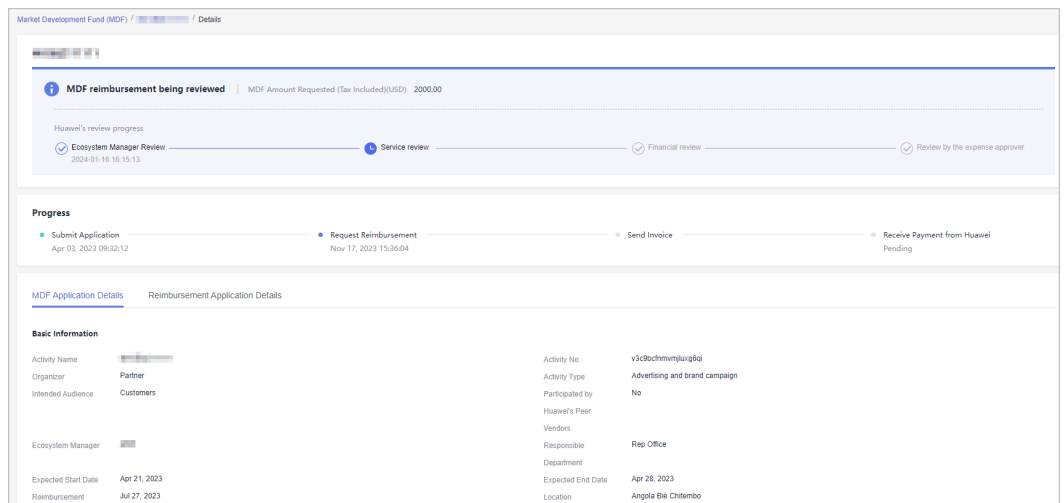 Market Development Fund (MDF) / / Details
MDF reimbursement being reviewed | MDF Amount Requested (Tax Included)(USD) 2000.00
Huawei's review progress
Ecosystem Manager Review Service review Financial review Review by the expense approver
2024-01-16 16:15:13
Progress
Submit Application Request Reimbursement Send Invoice Receive Payment from Huawei
Apr 03, 2023 09:32:12 Nov 17, 2023 15:36:04 Pending
MDF Application Details Reimbursement Application Details
Basic Information
Activity Name Activity No. v3c9bcfnmvmjluxg6qi
Organizer Partner Activity Type Advertising and brand campaign
Intended Audience Customers Participated by No
Huawei's Peer
Vendors
Ecosystem Manager Responsible Rep Office
Department
Expected Start Date Apr 21, 2023 Expected End Date Apr 28, 2023
Reimbursement Jul 27, 2023 Location Angola Bié Chitembo